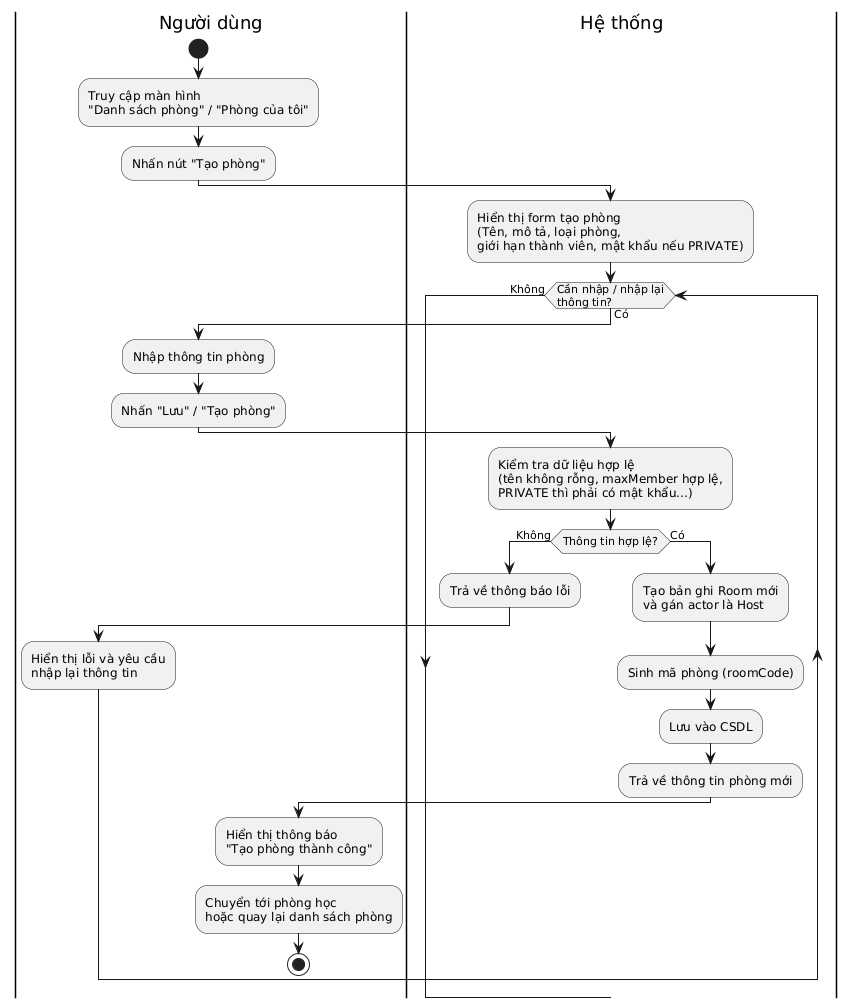 Người dùng
Hệ thống
Truy cập màn hình
"Danh sách phòng" / "Phòng của tôi"
Nhấn nút "Tạo phòng"
Hiển thị form tạo phòng
(Tên, mô tả, loại phòng,
giới hạn thành viên, mật khẩu nếu PRIVATE)
Không
Cần nhập / nhập lại
thông tin?
Có
Nhập thông tin phòng
Nhấn "Lưu" / "Tạo phòng"
Kiểm tra dữ liệu hợp lệ
(tên không rỗng, maxMember hợp lệ,
PRIVATE thì phải có mật khẩu...)
Không
Thông tin hợp lệ?
Có
Trả về thông báo lỗi
Tạo bản ghi Room mới
và gán actor là Host
Hiển thị lỗi và yêu cầu
nhập lại thông tin
Sinh mã phòng (roomCode)
Lưu vào CSDL
Trả về thông tin phòng mới
Hiển thị thông báo
"Tạo phòng thành công"
Chuyển tới phòng học
hoặc quay lại danh sách phòng